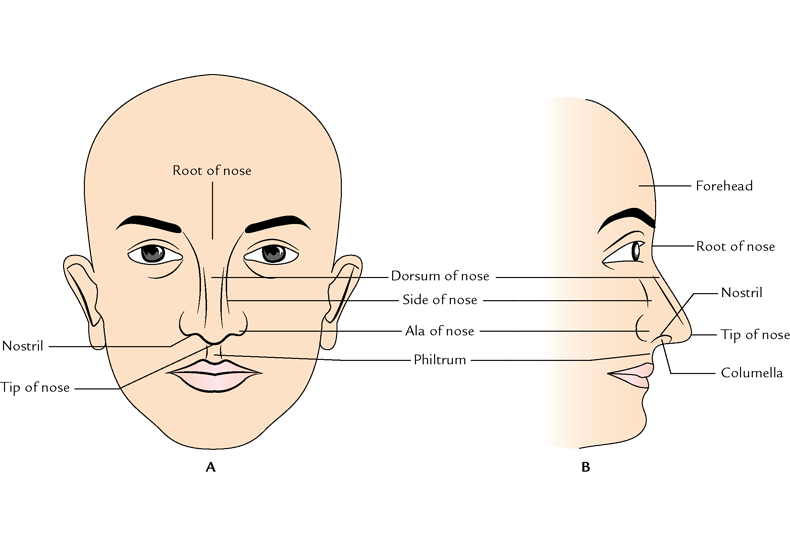 Root of nose
Forehead
Root of nose
Dorsum of nose
Nostril
Side of nose
Ala of nose
Tip of nose
Nostril
Philtrum
Columella
Tip of nose
A
B